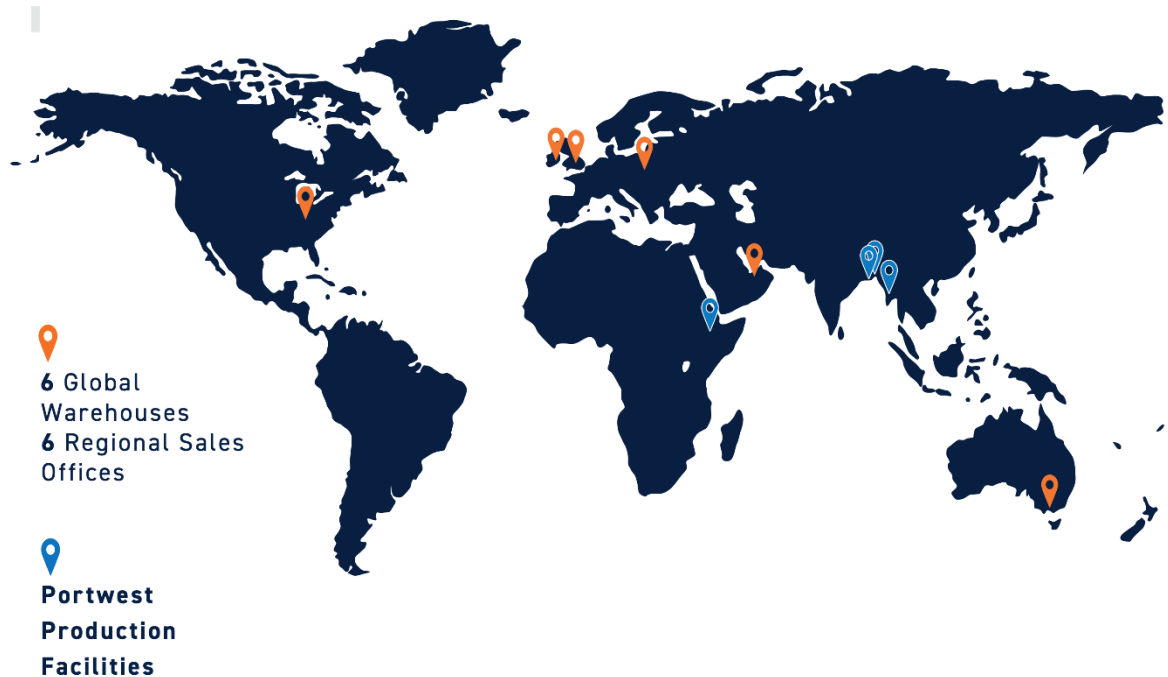 6 Global
Warehouses
6 Regional Sales
Offices
Portwest
Production
Facilities